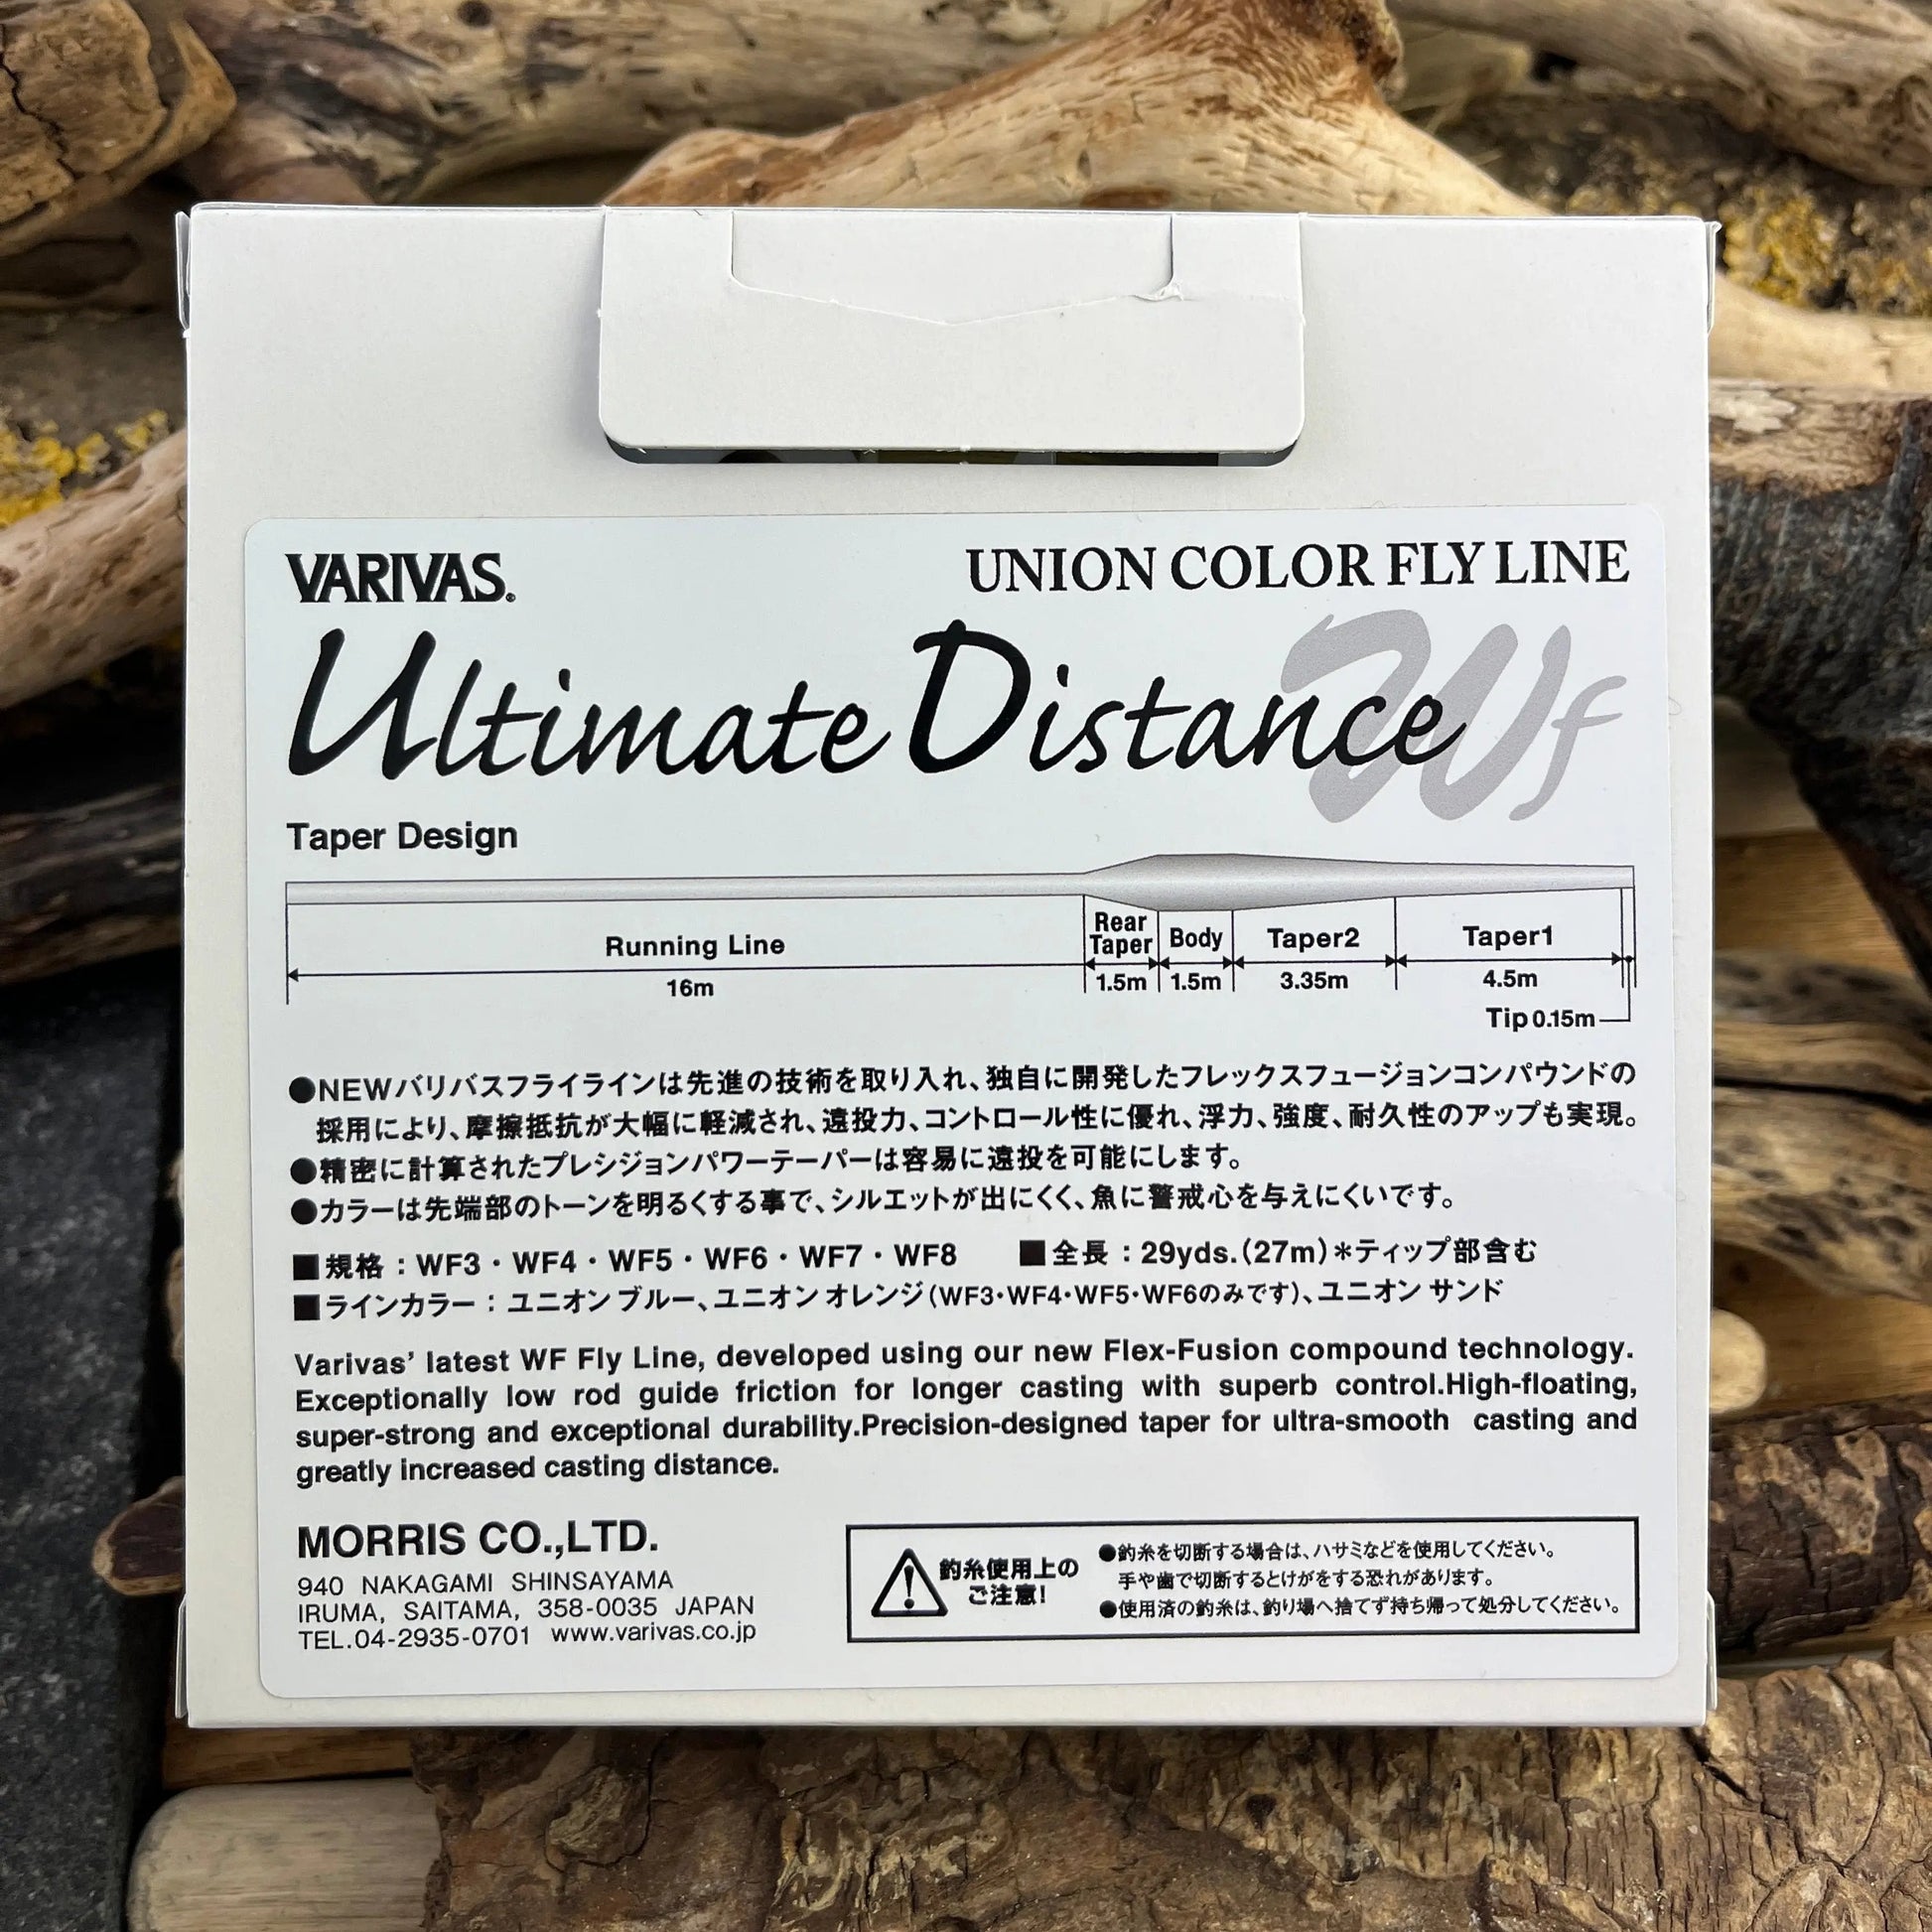 VARIVAS®
UNION COLOR FLY LINE
Wf
Ultimate Distance
Taper Design
Running Line
16m
Rear
Taper
1.5m
Body
1.5m
Taper2
3.35m
Taper1
4.5m
Tip 0.15m
●NEWバリバスフライラインは先進の技術を取り入れ、独自に開発したフレックスフュージョンコンパウンドの
採用により、摩擦抵抗が大幅に軽減され、遠投力、コントロール性に優れ、浮力、強度、耐久性のアップも実現。
●精密に計算されたプレシジョンパワーテーパーは容易に遠投を可能にします。
●カラーは先端部のトーンを明るくする事で、シルエットが出にくく、魚に警戒心を与えにくいです。
■規格：WF3・WF4・WF5・WF6・WF7・WF8 ■全長：29yds.(27m)＊ティップ部含む
■ラインカラー：ユニオン ブルー、ユニオン オレンジ(WF3・WF4・WF5・WF6のみです)、ユニオン サンド
Varivas’ latest WF Fly Line, developed using our new Flex-Fusion compound technology.
Exceptionally low rod guide friction for longer casting with superb control.High-floating,
super-strong and exceptional durability.Precision-designed taper for ultra-smooth casting and
greatly increased casting distance.
MORRIS CO.,LTD.
940 NAKAGAMI SHINSAYAMA
IRUMA, SAITAMA, 358-0035 JAPAN
TEL.04-2935-0701 www.varivas.co.jp
釣糸使用上の
ご注意!
●釣糸を切断する場合は、ハサミなどを使用してください。
手や歯で切断するとけがをする恐れがあります。
●使用済の釣糸は、釣り場へ捨てず持ち帰って処分してください。